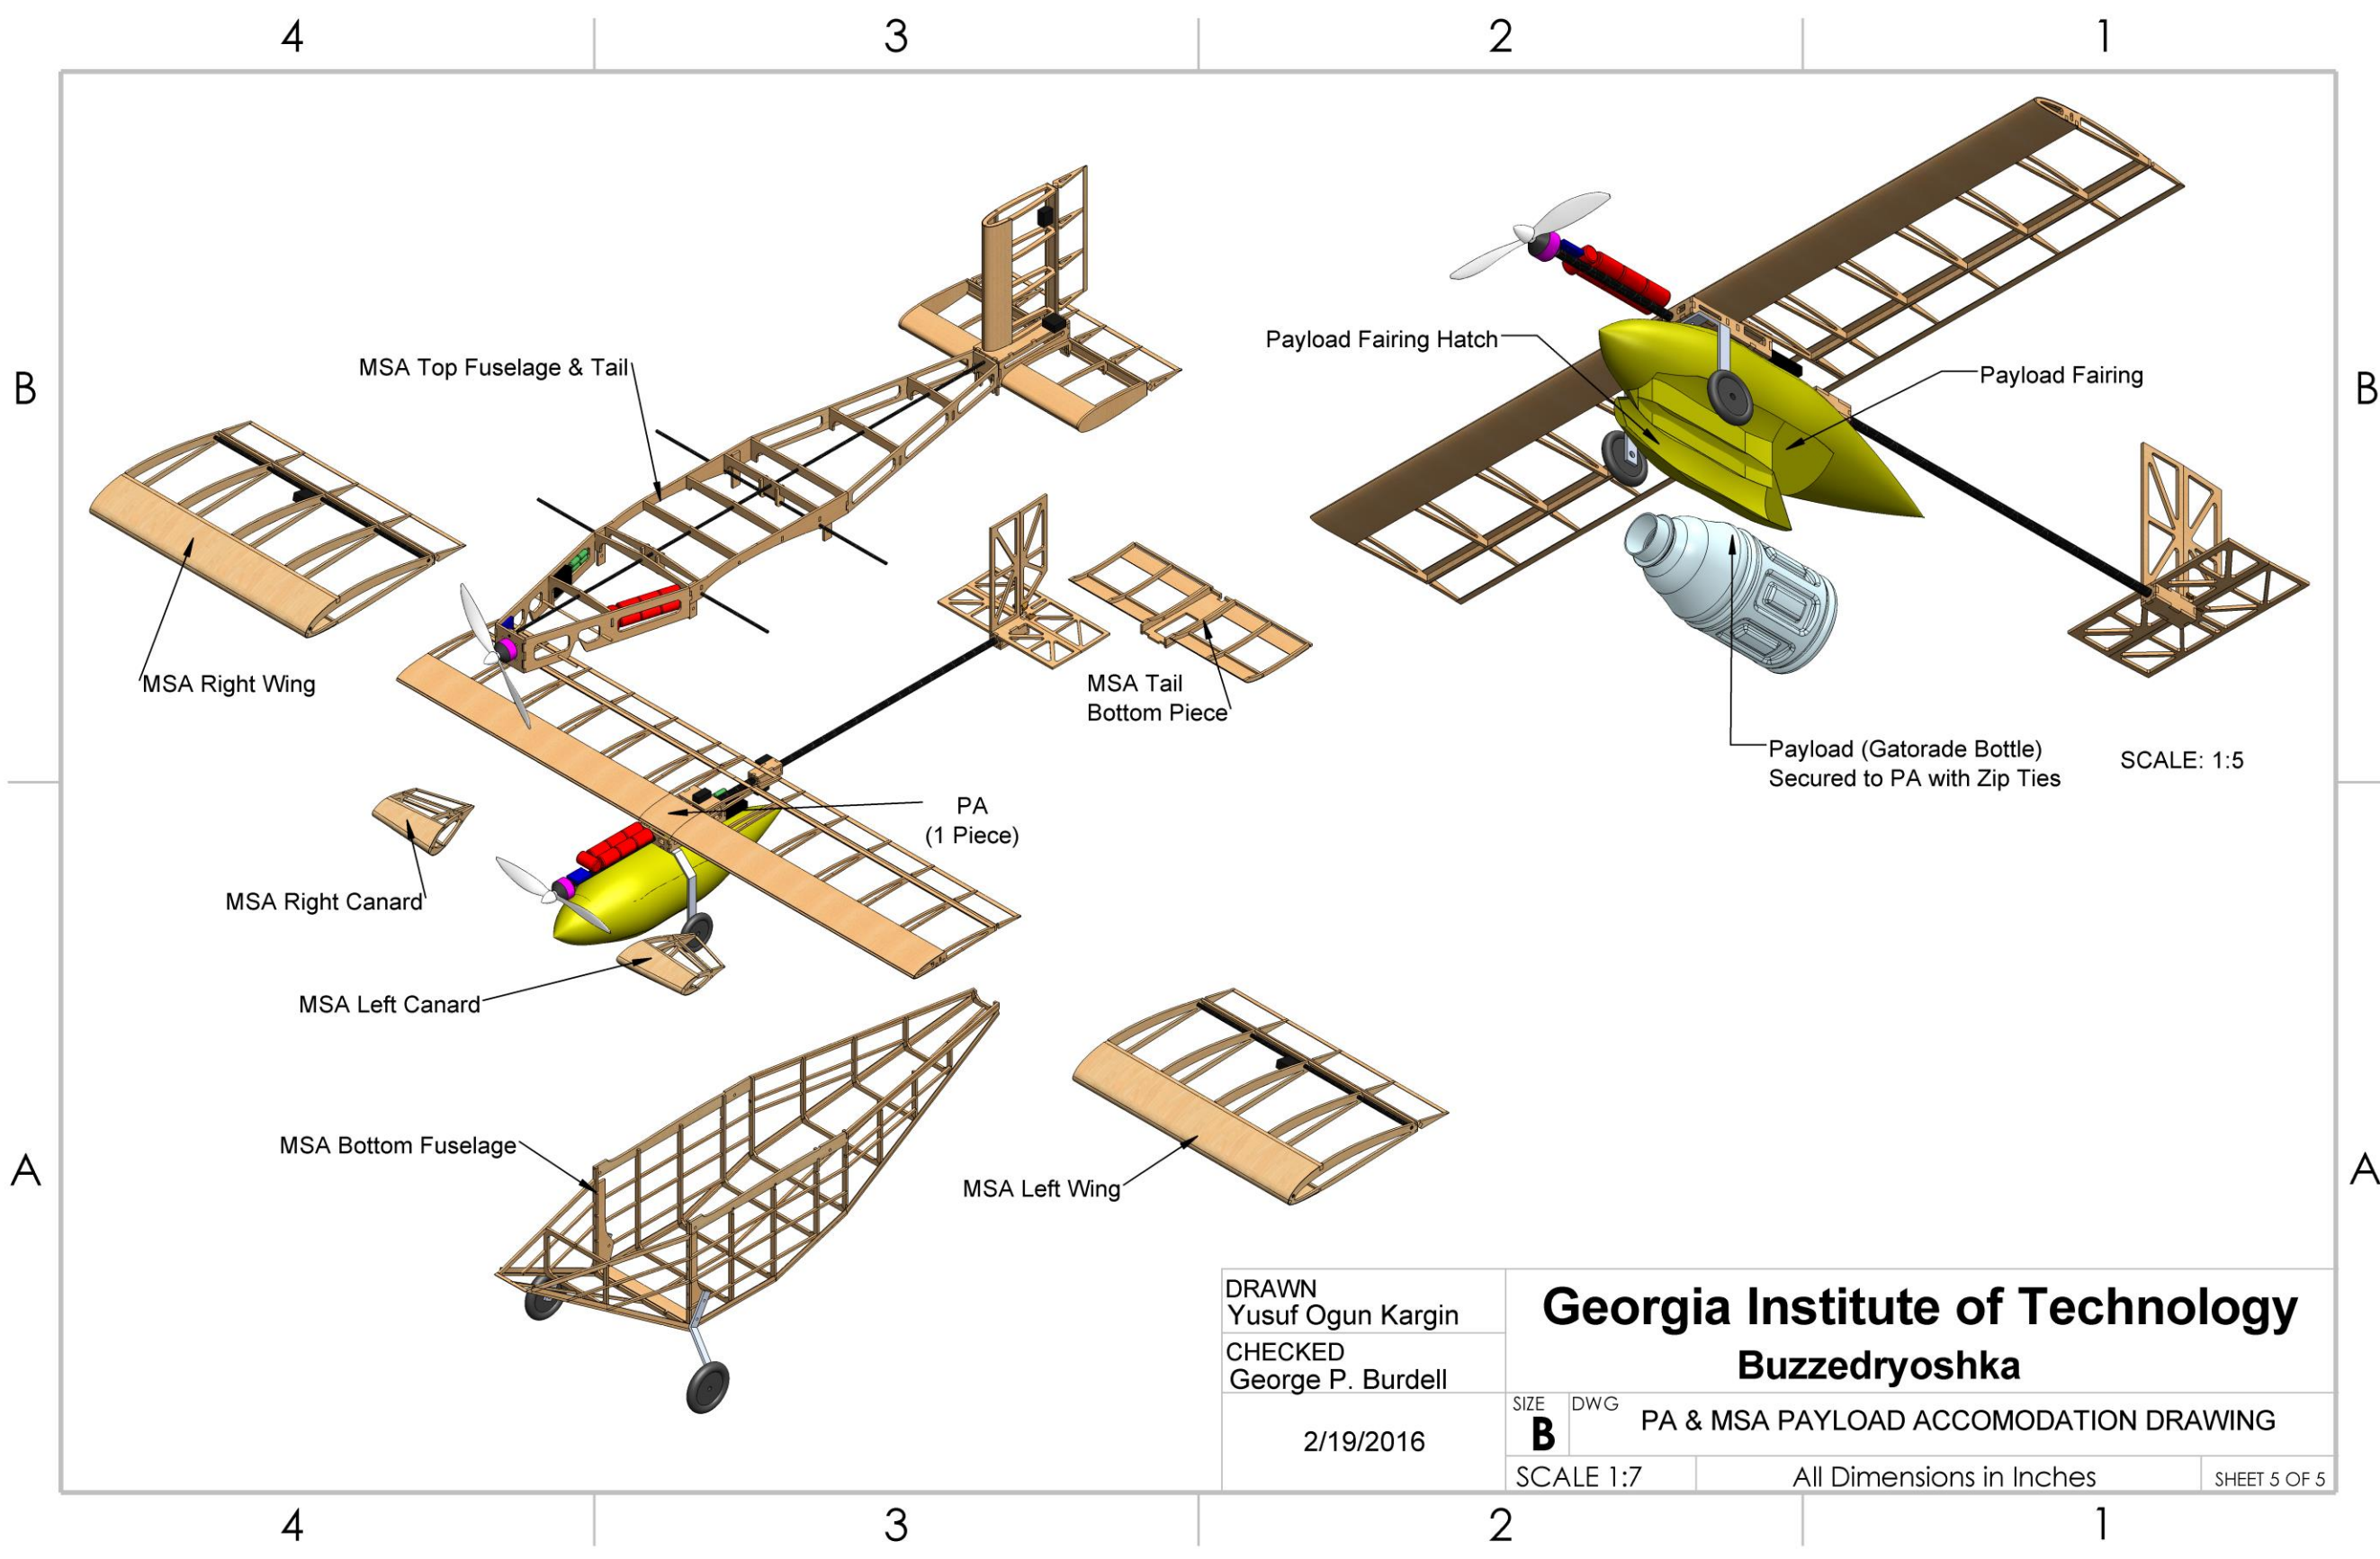 4 3 2 1
B B
A A
MSA Top Fuselage & Tail
MSA Right Wing
MSA Right Canard
MSA Left Canard
MSA Bottom Fuselage
MSA Left Wing
MSA Tail
Bottom Piece
PA
(1 Piece)
Payload Fairing Hatch
Payload Fairing
Payload (Gatorade Bottle)
Secured to PA with Zip Ties
SCALE: 1:5
DRAWN
Yusuf Ogun Kargin
CHECKED
George P. Burdell
2/19/2016
Georgia Institute of Technology
Buzzedryoshka
SIZE
B
DWG
PA & MSA PAYLOAD ACCOMODATION DRAWING
SCALE 1:7
All Dimensions in Inches
SHEET 5 OF 5
4 3 2 1